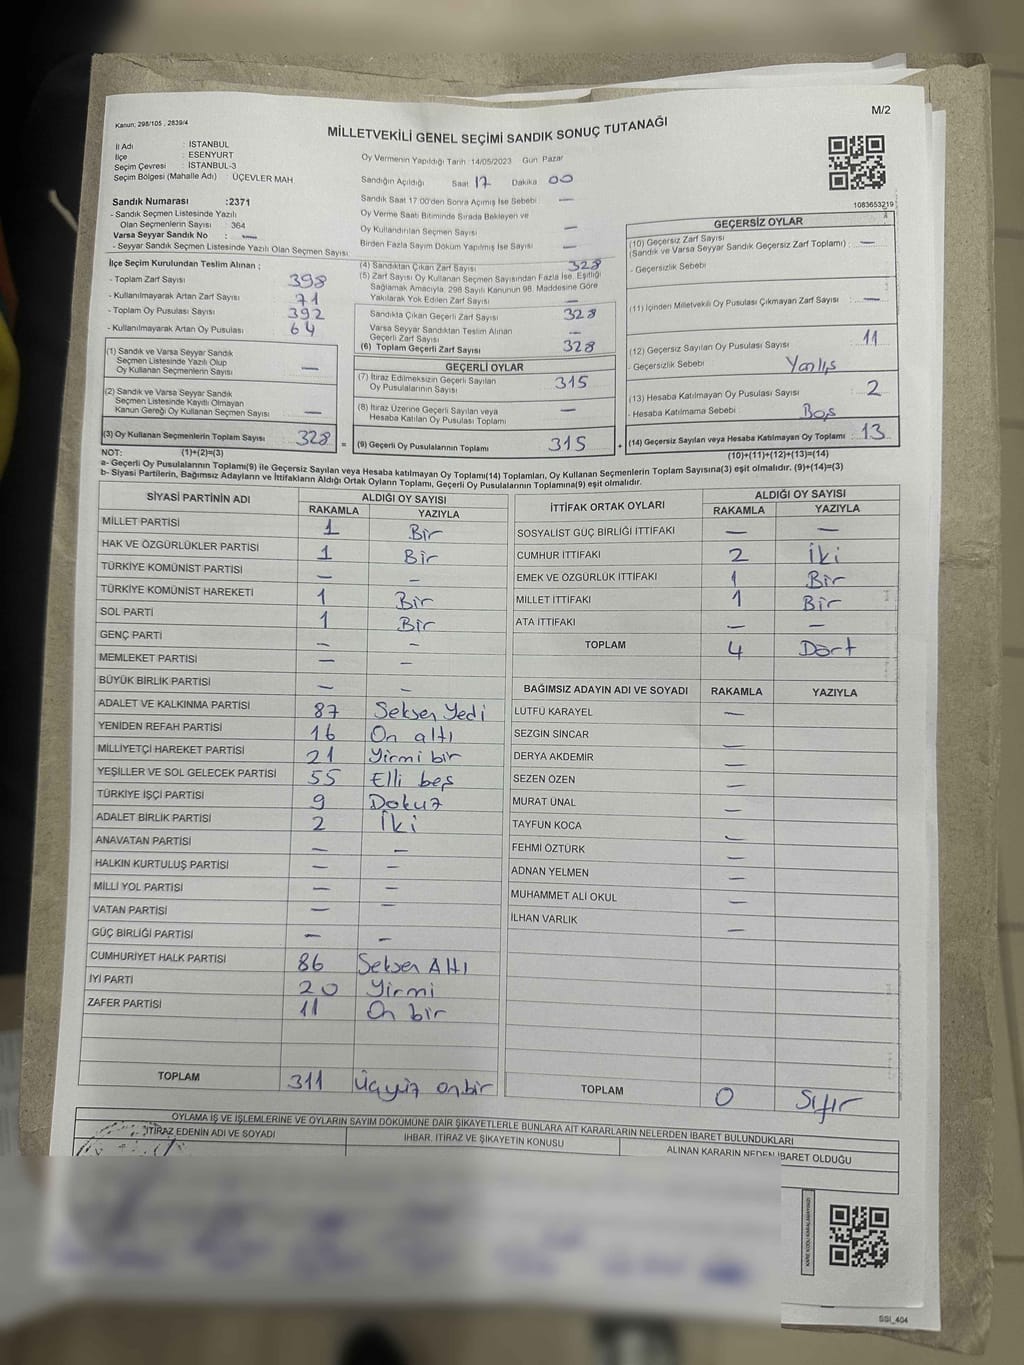 M/2
Kanun; 298/105 , 2839/4
MİLLETVEKİLİ GENEL SEÇİMİ SANDIK SONUÇ TUTANAĞI
İl Adı : İSTANBUL
İlçe : ESENYURT
Seçim Çevresi : İSTANBUL-3
Seçim Bölgesi (Mahalle Adı) : ÜÇEVLER MAH
Oy Vermenin Yapıldığı Tarih : 14/05/2023 Gün Pazar
Sandığın Açıldığı Saat 17 Dakika 00
Sandık Saat 17:00'den Sonra Açılmış İse Sebebi —
Oy Verme Saati Bitiminde Sırada Bekleyen ve
Oy Kullandırılan Seçmen Sayısı —
Birden Fazla Sayım Döküm Yapılmış İse Sayısı —
1083653219
Sandık Numarası :2371
- Sandık Seçmen Listesinde Yazılı
Olan Seçmenlerin Sayısı : 364
Varsa Seyyar Sandık No : —
- Seyyar Sandık Seçmen Listesinde Yazılı Olan Seçmen Sayısı
İlçe Seçim Kurulundan Teslim Alınan ;
- Toplam Zarf Sayısı 398
- Kullanılmayarak Artan Zarf Sayısı 71
- Toplam Oy Pusulası Sayısı 392
- Kullanılmayarak Artan Oy Pusulası 64
(1) Sandık ve Varsa Seyyar Sandık
Seçmen Listesinde Yazılı Olup
Oy Kullanan Seçmenlerin Sayısı —
(2) Sandık ve Varsa Seyyar Sandık
Seçmen Listesinde Kayıtlı Olmayan
Kanun Gereği Oy Kullanan Seçmen Sayısı —
(3) Oy Kullanan Seçmenlerin Toplam Sayısı 328 =
(4) Sandıktan Çıkan Zarf Sayısı 328
(5) Zarf Sayısı Oy Kullanan Seçmen Sayısından Fazla İse, Eşitliği
Sağlamak Amacıyla, 298 Sayılı Kanunun 98. Maddesine Göre
Yakılarak Yok Edilen Zarf Sayısı —
Sandıkta Çıkan Geçerli Zarf Sayısı 328
Varsa Seyyar Sandıktan Teslim Alınan
Geçerli Zarf Sayısı —
(6) Toplam Geçerli Zarf Sayısı 328
GEÇERLİ OYLAR
(7) İtiraz Edilmeksizin Geçerli Sayılan
Oy Pusulalarının Sayısı 315
(8) İtiraz Üzerine Geçerli Sayılan veya
Hesaba Katılan Oy Pusulası Toplamı —
(9) Geçerli Oy Pusulalarının Toplamı 315 +
GEÇERSİZ OYLAR
(10) Geçersiz Zarf Sayısı
(Sandık ve Varsa Seyyar Sandık Geçersiz Zarf Toplamı) : —
- Geçersizlik Sebebi
(11) İçinden Milletvekili Oy Pusulası Çıkmayan Zarf Sayısı : —
(12) Geçersiz Sayılan Oy Pusulası Sayısı 11
- Geçersizlik Sebebi Yanlış
(13) Hesaba Katılmayan Oy Pusulası Sayısı : 2
- Hesaba Katılmama Sebebi : Boş
(14) Geçersiz Sayılan veya Hesaba Katılmayan Oy Toplamı : 13
NOT: (1)+(2)=(3) (10)+(11)+(12)+(13)=(14)
a- Geçerli Oy Pusulalarının Toplamı(9) ile Geçersiz Sayılan veya Hesaba katılmayan Oy Toplamı(14) Toplamları, Oy Kullanan Seçmenlerin Toplam Sayısına(3) eşit olmalıdır. (9)+(14)=(3)
b- Siyasi Partilerin, Bağımsız Adayların ve İttifakların Aldığı Ortak Oyların Toplamı, Geçerli Oy Pusulalarının Toplamına(9) eşit olmalıdır.
SİYASİ PARTİNİN ADI ALDIĞI OY SAYISI
RAKAMLA YAZIYLA
MİLLET PARTİSİ 1 Bir
HAK VE ÖZGÜRLÜKLER PARTİSİ 1 Bir
TÜRKİYE KOMÜNİST PARTİSİ — —
TÜRKİYE KOMÜNİST HAREKETİ 1 Bir
SOL PARTİ 1 Bir
GENÇ PARTİ — —
MEMLEKET PARTİSİ — —
BÜYÜK BİRLİK PARTİSİ — —
ADALET VE KALKINMA PARTİSİ 87 Seksen Yedi
YENİDEN REFAH PARTİSİ 16 On altı
MİLLİYETÇİ HAREKET PARTİSİ 21 Yirmi bir
YEŞİLLER VE SOL GELECEK PARTİSİ 55 Elli beş
TÜRKİYE İŞÇİ PARTİSİ 9 Dokuz
ADALET BİRLİK PARTİSİ 2 İki
ANAVATAN PARTİSİ — —
HALKIN KURTULUŞ PARTİSİ — —
MİLLİ YOL PARTİSİ — —
VATAN PARTİSİ — —
GÜÇ BİRLİĞİ PARTİSİ — —
CUMHURİYET HALK PARTİSİ 86 Seksen Altı
İYİ PARTİ 20 Yirmi
ZAFER PARTİSİ 11 On bir
TOPLAM 311 Üçyüz onbir
İTTİFAK ORTAK OYLARI ALDIĞI OY SAYISI
RAKAMLA YAZIYLA
SOSYALİST GÜÇ BİRLİĞİ İTTİFAKI — —
CUMHUR İTTİFAKI 2 İki
EMEK VE ÖZGÜRLÜK İTTİFAKI 1 Bir
MİLLET İTTİFAKI 1 Bir
ATA İTTİFAKI — —
TOPLAM 4 Dört
BAĞIMSIZ ADAYIN ADI VE SOYADI RAKAMLA YAZIYLA
LÜTFÜ KARAYEL —
SEZGİN SİNCAR —
DERYA AKDEMİR —
SEZEN ÖZEN —
MURAT ÜNAL —
TAYFUN KOCA —
FEHMİ ÖZTÜRK —
ADNAN YELMEN —
MUHAMMET ALİ OKUL —
İLHAN VARLIK —
TOPLAM 0 Sıfır
OYLAMA İŞ VE İŞLEMLERİNE VE OYLARIN SAYIM DÖKÜMÜNE DAİR ŞİKAYETLERLE BUNLARA AİT KARARLARIN NELERDEN İBARET BULUNDUKLARI
İTİRAZ EDENİN ADI VE SOYADI İHBAR, İTİRAZ VE ŞİKAYETİN KONUSU ALINAN KARARIN NEDEN İBARET OLDUĞU
KARE KODU KARALAMAYINIZ!
SSİ_404